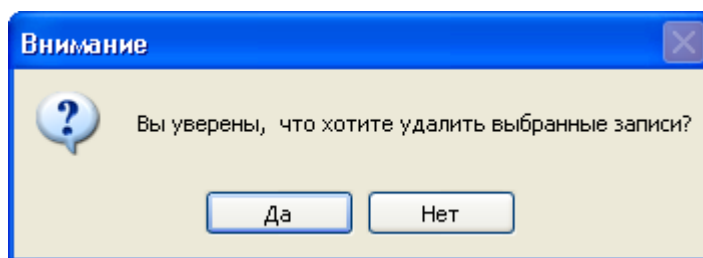 Внимание
Вы уверены, что хотите удалить выбранные записи?
Да
Нет